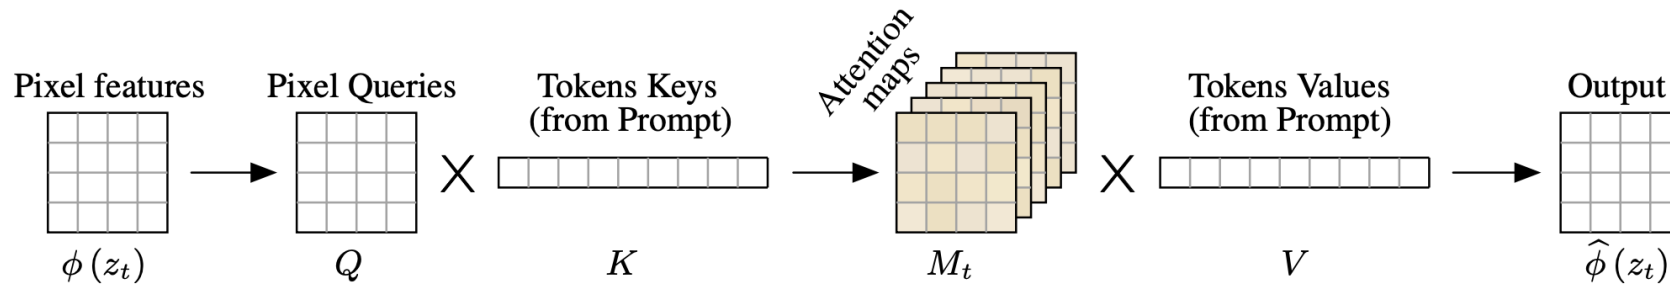 Pixel features
Pixel Queries
Tokens Keys
(from Prompt)
Attention
maps
Tokens Values
(from Prompt)
Output
ϕ (z_t)
Q
K
M_t
V
ϕ̂ (z_t)